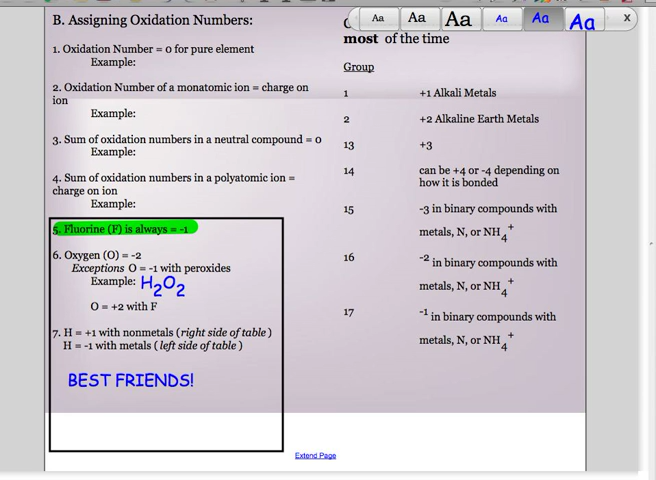 Aa Aa Aa Aa Aa Aa X
B. Assigning Oxidation Numbers:
1. Oxidation Number = 0 for pure element
Example:
2. Oxidation Number of a monatomic ion = charge on
ion
Example:
3. Sum of oxidation numbers in a neutral compound = 0
Example:
4. Sum of oxidation numbers in a polyatomic ion =
charge on ion
Example:
5. Fluorine (F) is always = -1
6. Oxygen (O) = -2
Exceptions O = -1 with peroxides
Example: H2O2
O = +2 with F
7. H = +1 with nonmetals (right side of table)
H = -1 with metals ( left side of table )
BEST FRIENDS!
most of the time
Group
1 +1 Alkali Metals
2 +2 Alkaline Earth Metals
13 +3
14 can be +4 or -4 depending on
how it is bonded
15 -3 in binary compounds with
metals, N, or NH4+
16 -2 in binary compounds with
metals, N, or NH4+
17 -1 in binary compounds with
metals, N, or NH4+
Extend Page